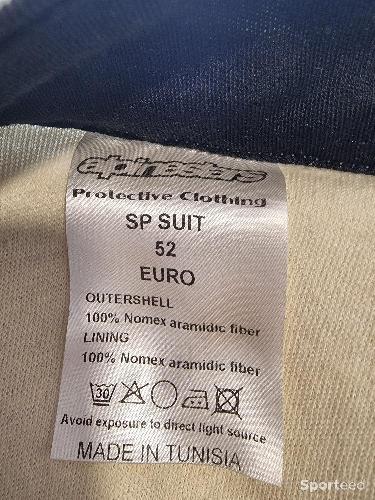 alpinestars
Protective Clothing
SP SUIT
52
EURO
OUTERSHELL
100% Nomex aramidic fiber
LINING
100% Nomex aramidic fiber
30
Avoid exposure to direct light source
MADE IN TUNISIA
Sporteed